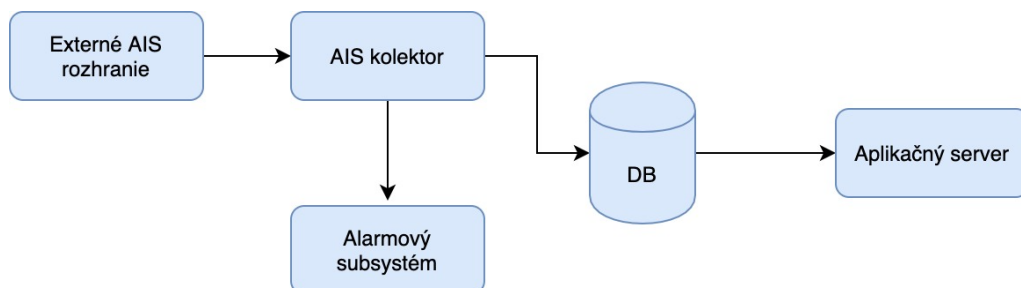 Externé AIS
rozhranie
AIS kolektor
DB
Aplikačný server
Alarmový
subsystém